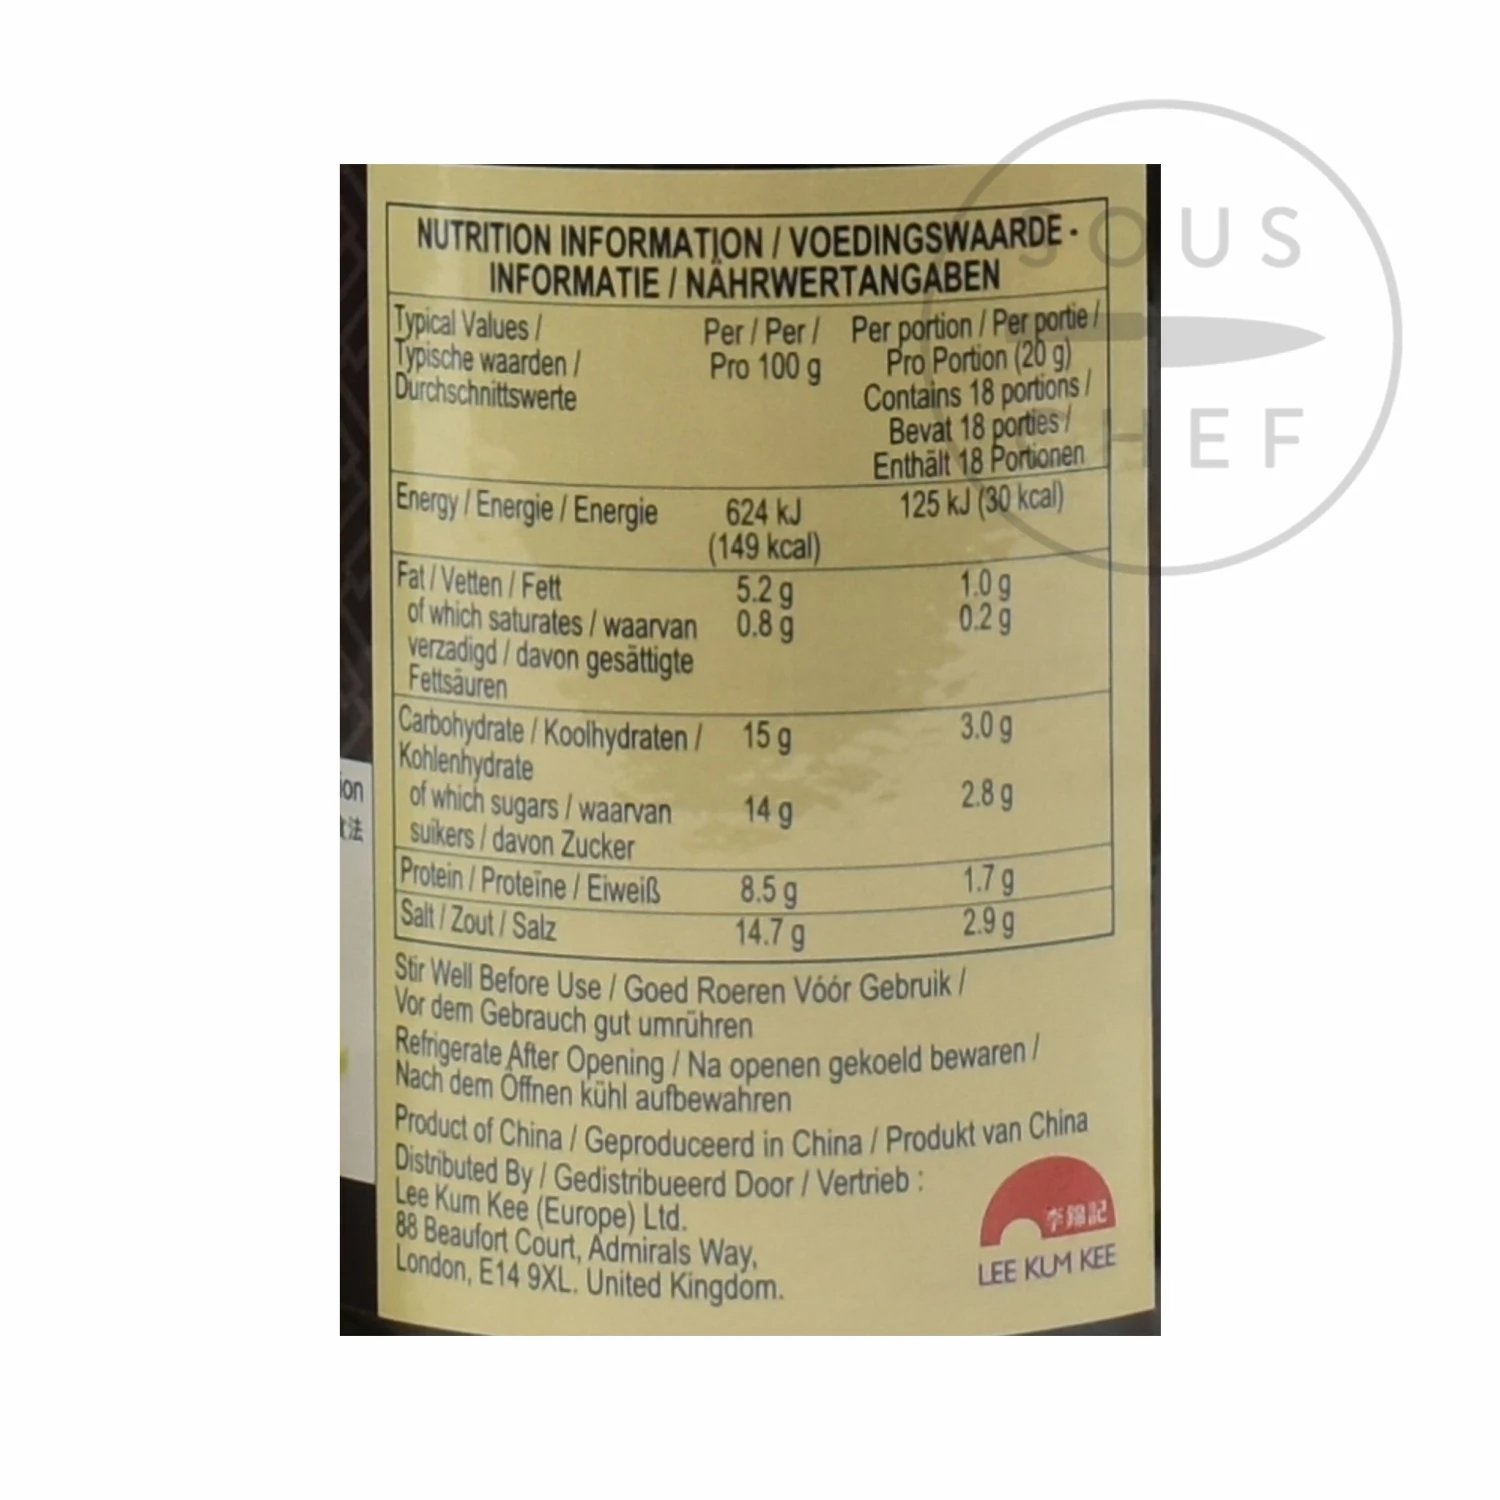 SOUS
CHEF
NUTRITION INFORMATION / VOEDINGSWAARDE -
INFORMATIE / NÄHRWERTANGABEN
Typical Values /
Typische waarden /
Durchschnittswerte
Per / Per /
Pro 100 g
Per portion / Per portie /
Pro Portion (20 g)
Contains 18 portions /
Bevat 18 porties /
Enthält 18 Portionen
Energy / Energie / Energie 624 kJ 125 kJ (30 kcal)
(149 kcal)
Fat / Vetten / Fett 5.2 g 1.0 g
of which saturates / waarvan 0.8 g 0.2 g
verzadigd / davon gesättigte
Fettsäuren
Carbohydrate / Koolhydraten / 15 g 3.0 g
Kohlenhydrate
of which sugars / waarvan 14 g 2.8 g
suikers / davon Zucker
Protein / Proteïne / Eiweiß 8.5 g 1.7 g
Salt / Zout / Salz 14.7 g 2.9 g
Stir Well Before Use / Goed Roeren Vóór Gebruik /
Vor dem Gebrauch gut umrühren
Refrigerate After Opening / Na openen gekoeld bewaren /
Nach dem Öffnen kühl aufbewahren
Product of China / Geproduceerd in China / Produkt van China
Distributed By / Gedistribueerd Door / Vertrieb :
Lee Kum Kee (Europe) Ltd.
88 Beaufort Court, Admirals Way,
London, E14 9XL. United Kingdom.
李錦記
LEE KUM KEE